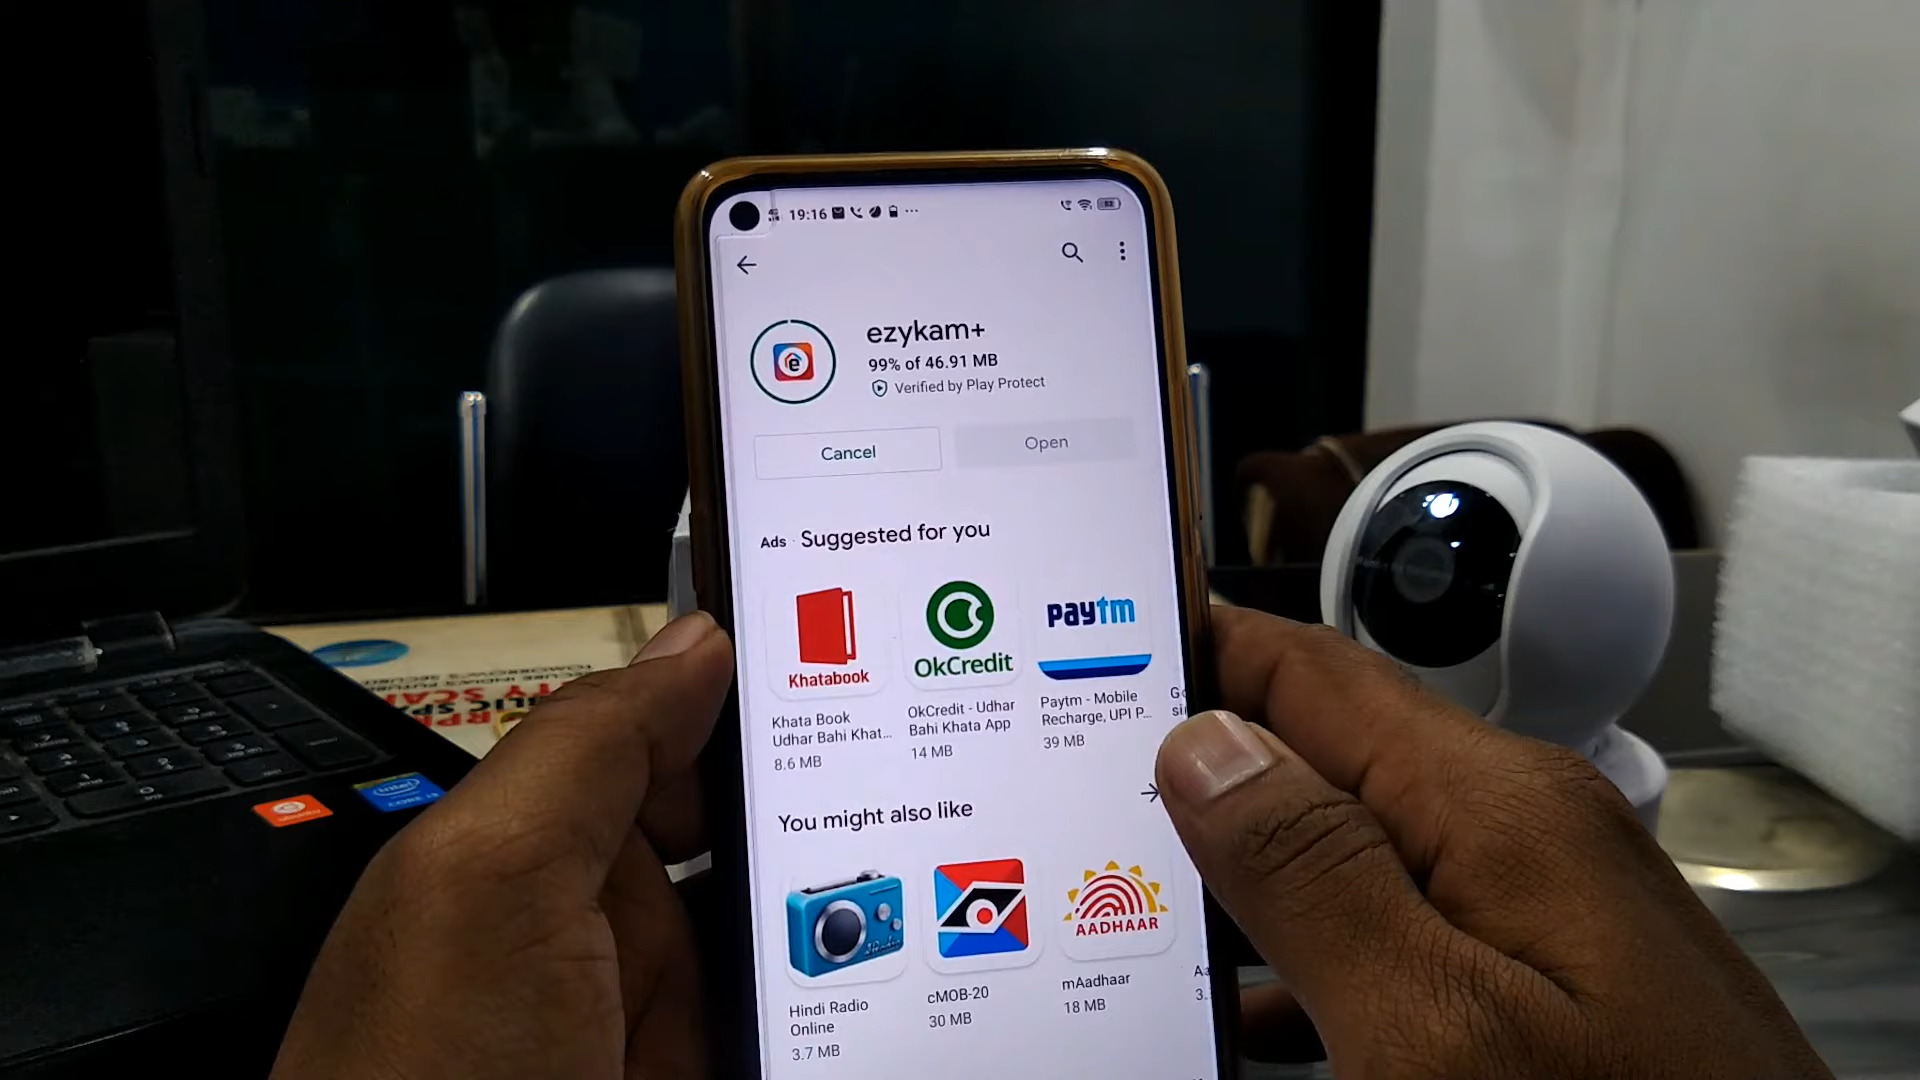 19:16
ezykam+
99% of 46.91 MB
Verified by Play Protect
Cancel
Open
Ads · Suggested for you
Khatabook
OkCredit
paytm
Khata Book
Udhar Bahi Khat...
8.6 MB
OkCredit - Udhar
Bahi Khata App
14 MB
Paytm - Mobile
Recharge, UPI P...
39 MB
You might also like
AADHAAR
Hindi Radio
Online
3.7 MB
cMOB-20
30 MB
mAadhaar
18 MB
intel